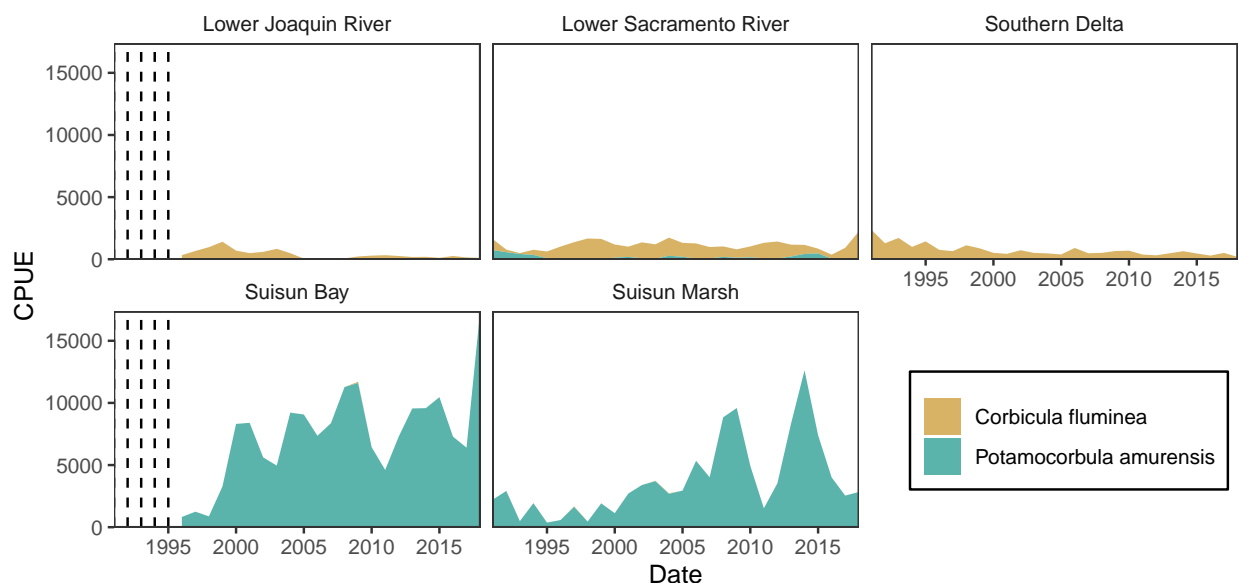 Lower Joaquin River
Lower Sacramento River
Southern Delta
15000
10000
5000
0
1995 2000 2005 2010 2015
Suisun Bay
Suisun Marsh
CPUE
15000
10000
5000
0
Corbicula fluminea
Potamocorbula amurensis
1995 2000 2005 2010 2015
1995 2000 2005 2010 2015
Date